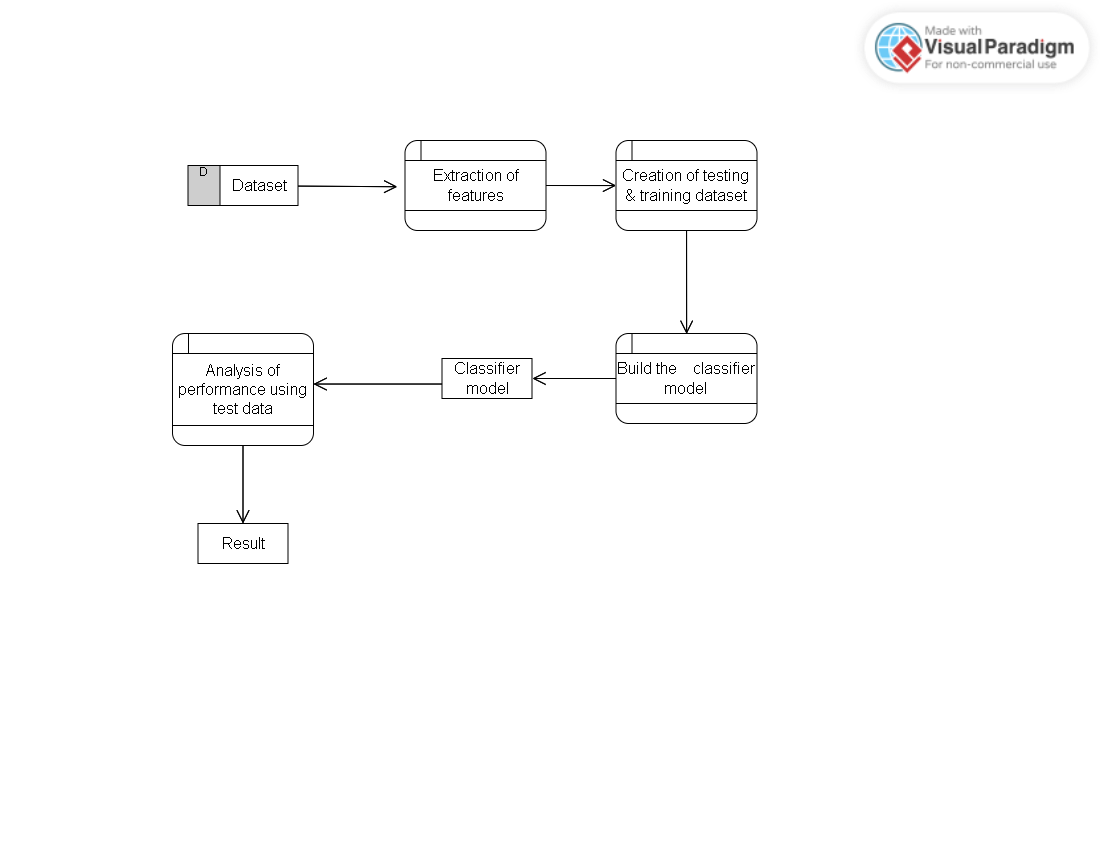 Made with
Visual Paradigm
For non-commercial use
D
Dataset
Extraction of
features
Creation of testing
& training dataset
Analysis of
performance using
test data
Classifier
model
Build the classifier
model
Result